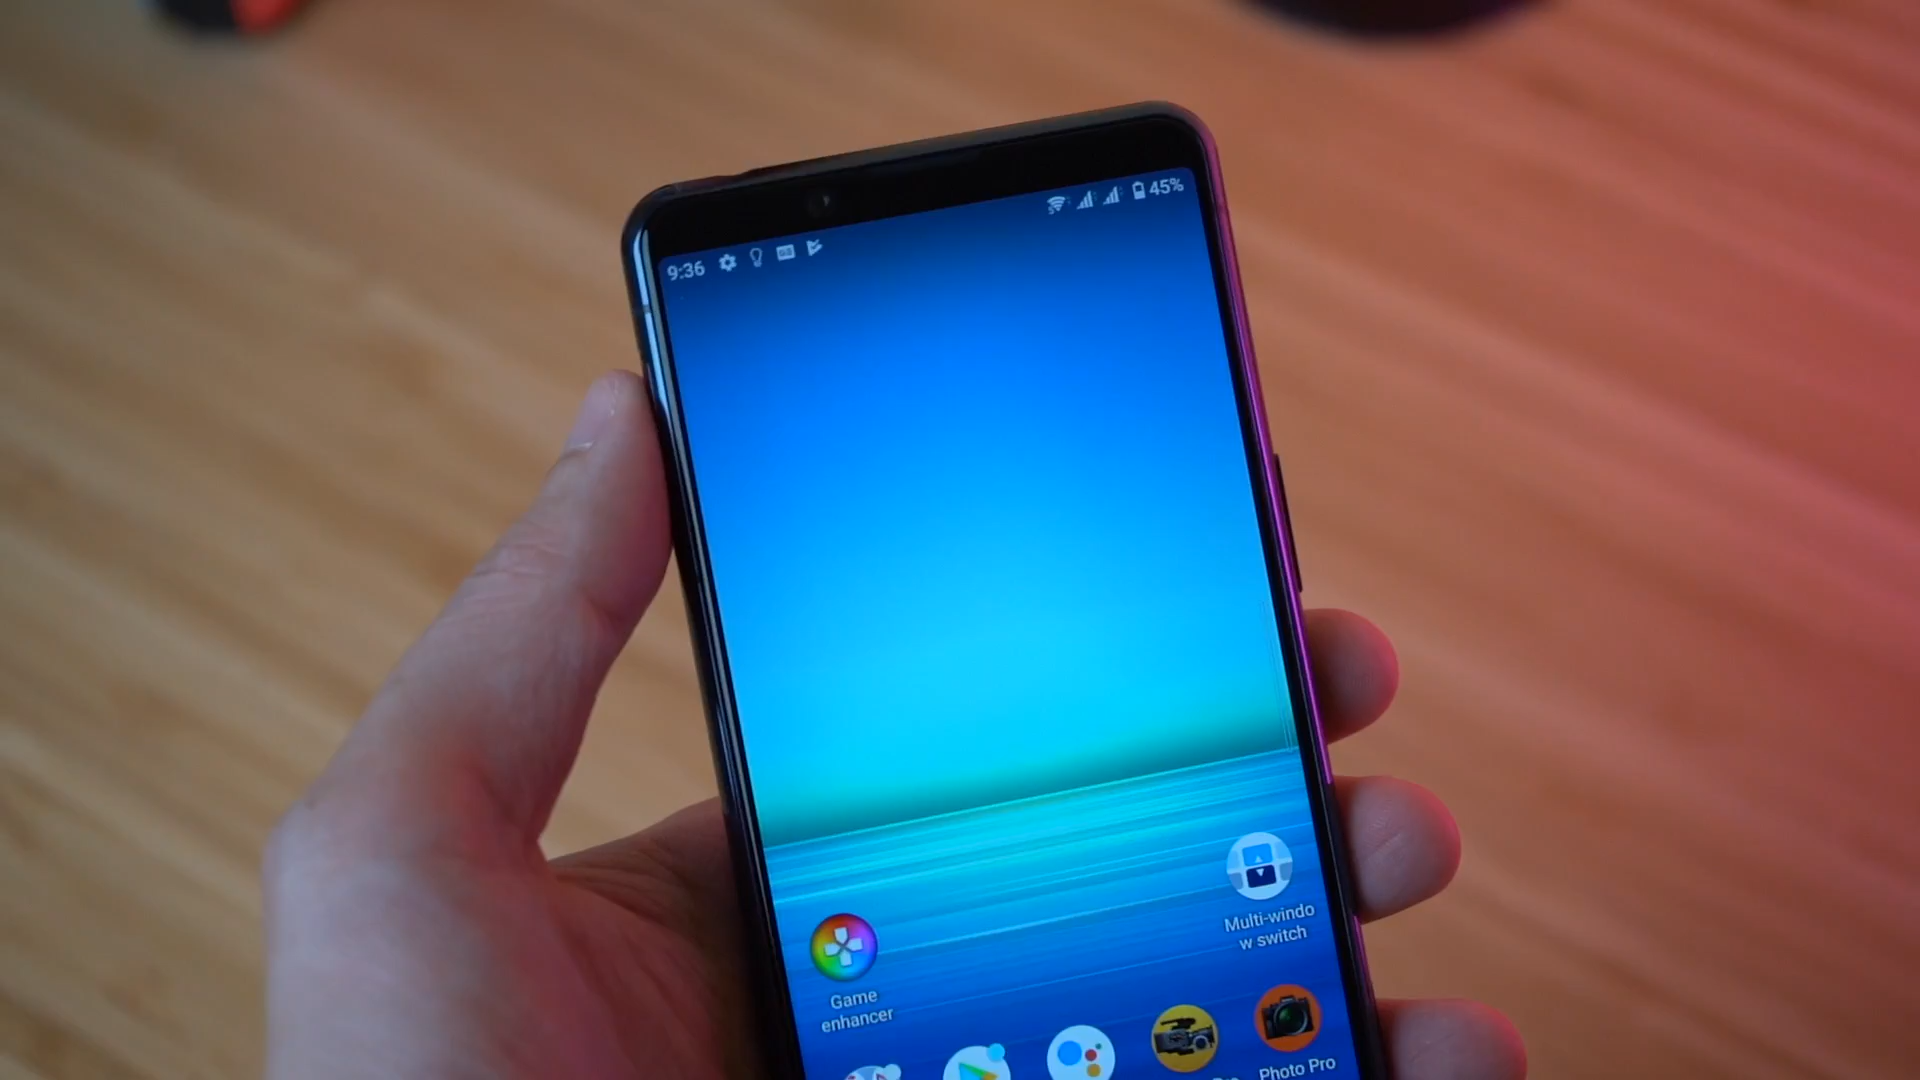 9:36
45%
Multi-windo
w switch
Game
enhancer
Photo Pro